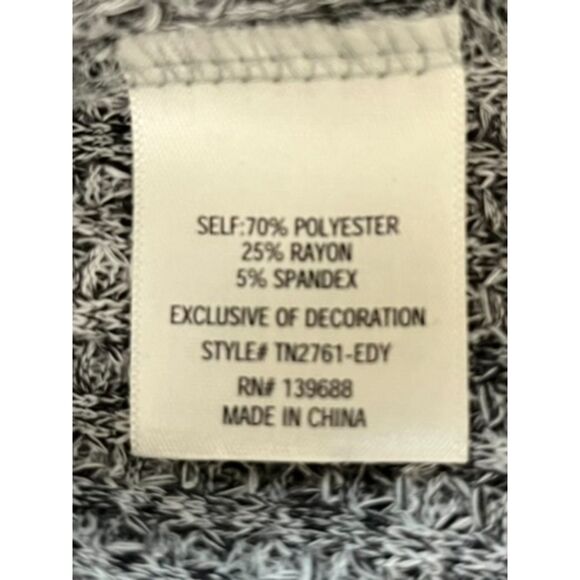 SELF:70% POLYESTER
25% RAYON
5% SPANDEX
EXCLUSIVE OF DECORATION
STYLE# TN2761-EDY
RN# 139688
MADE IN CHINA